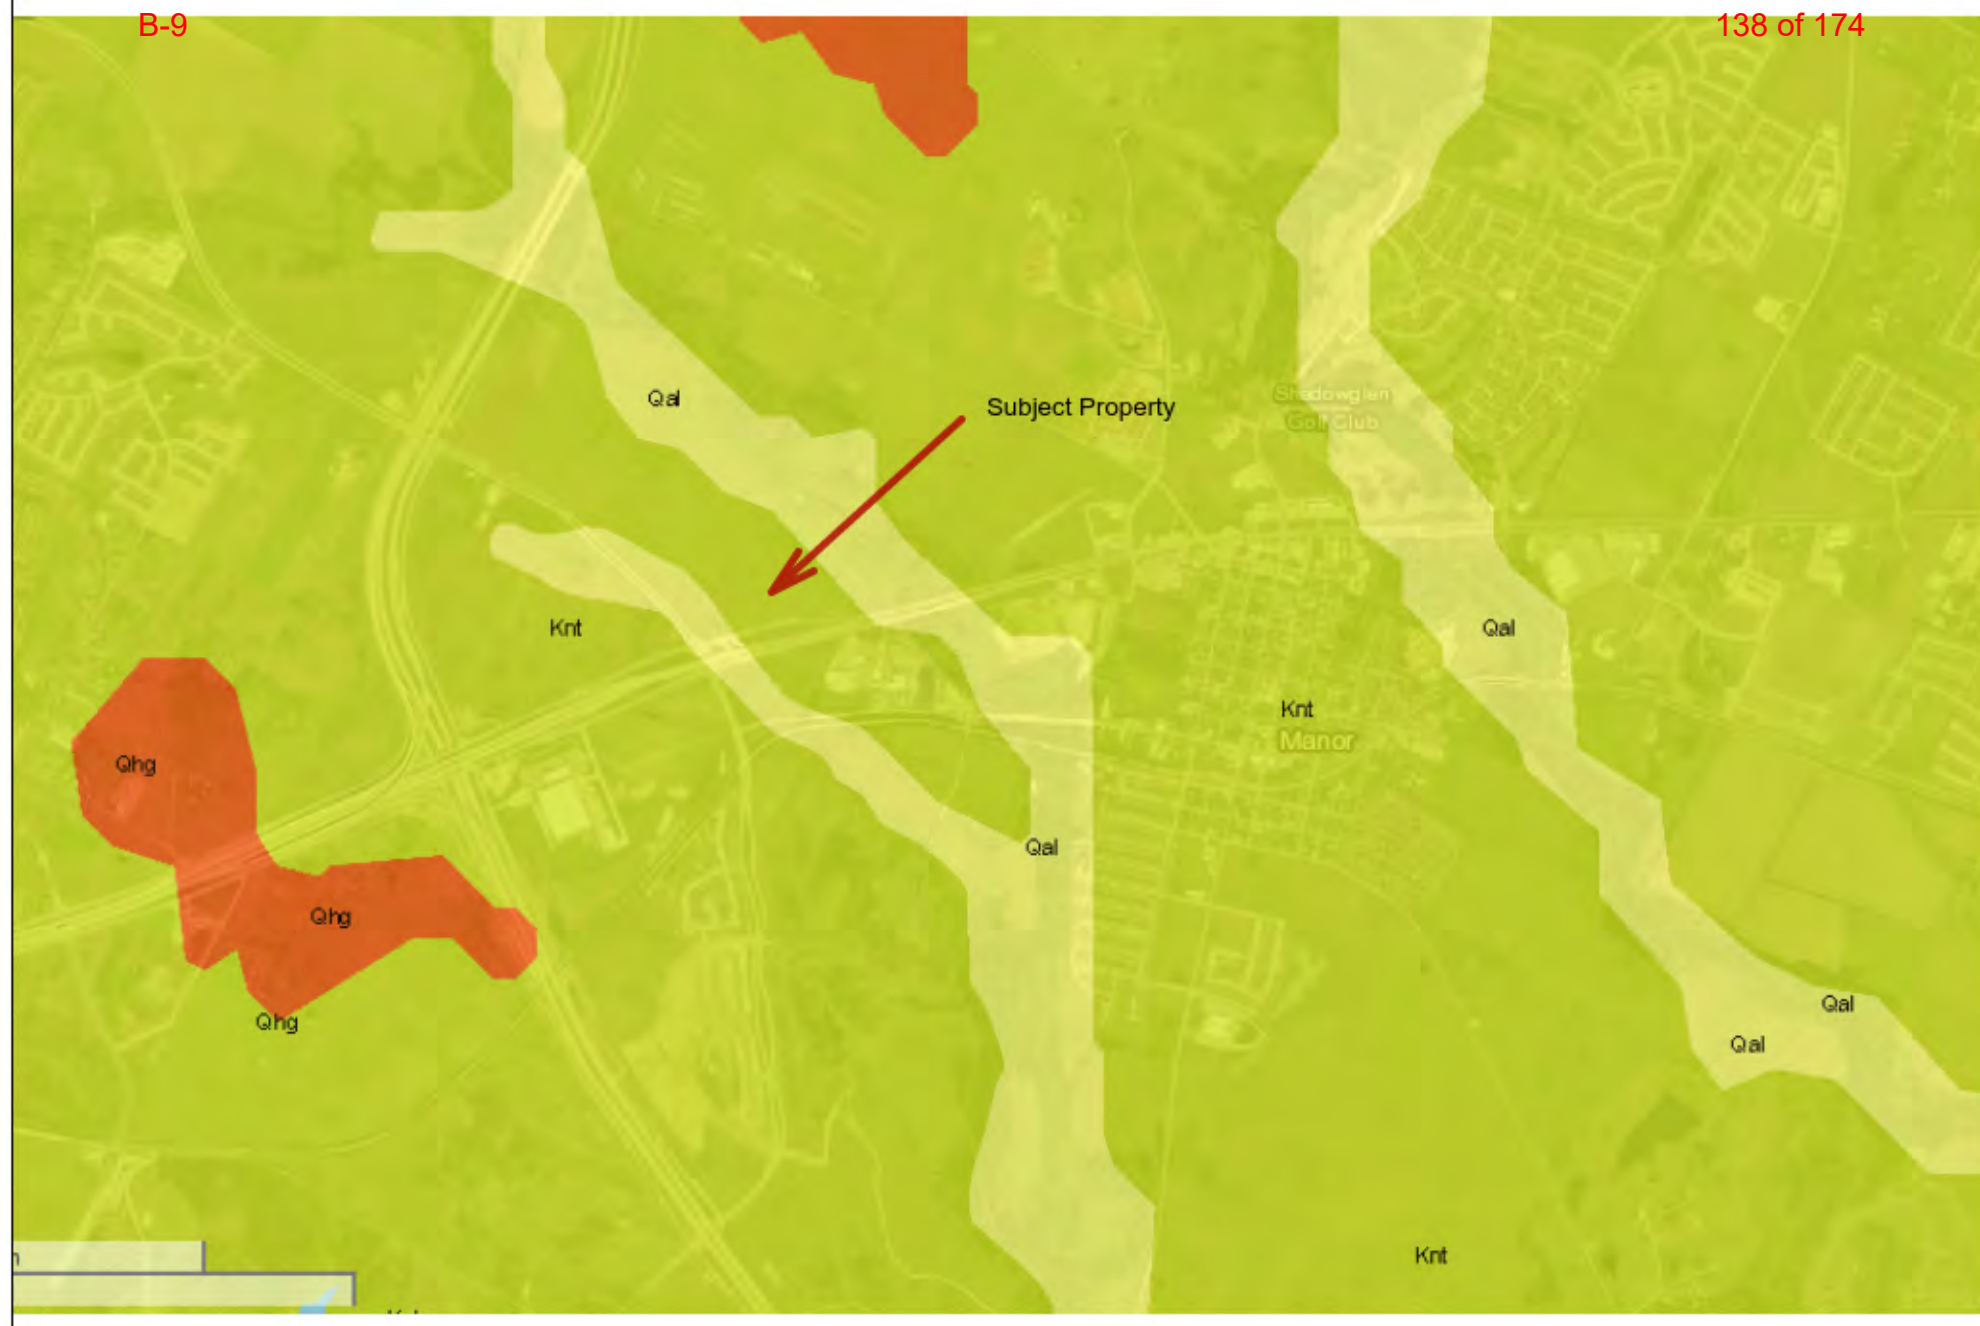 B-9
138 of 174
Qal
Subject Property
Shadowglen
Golf Club
Knt
Qal
Knt
Manor
Qhg
Qal
Qhg
Qal
Qhg
Qal
Knt